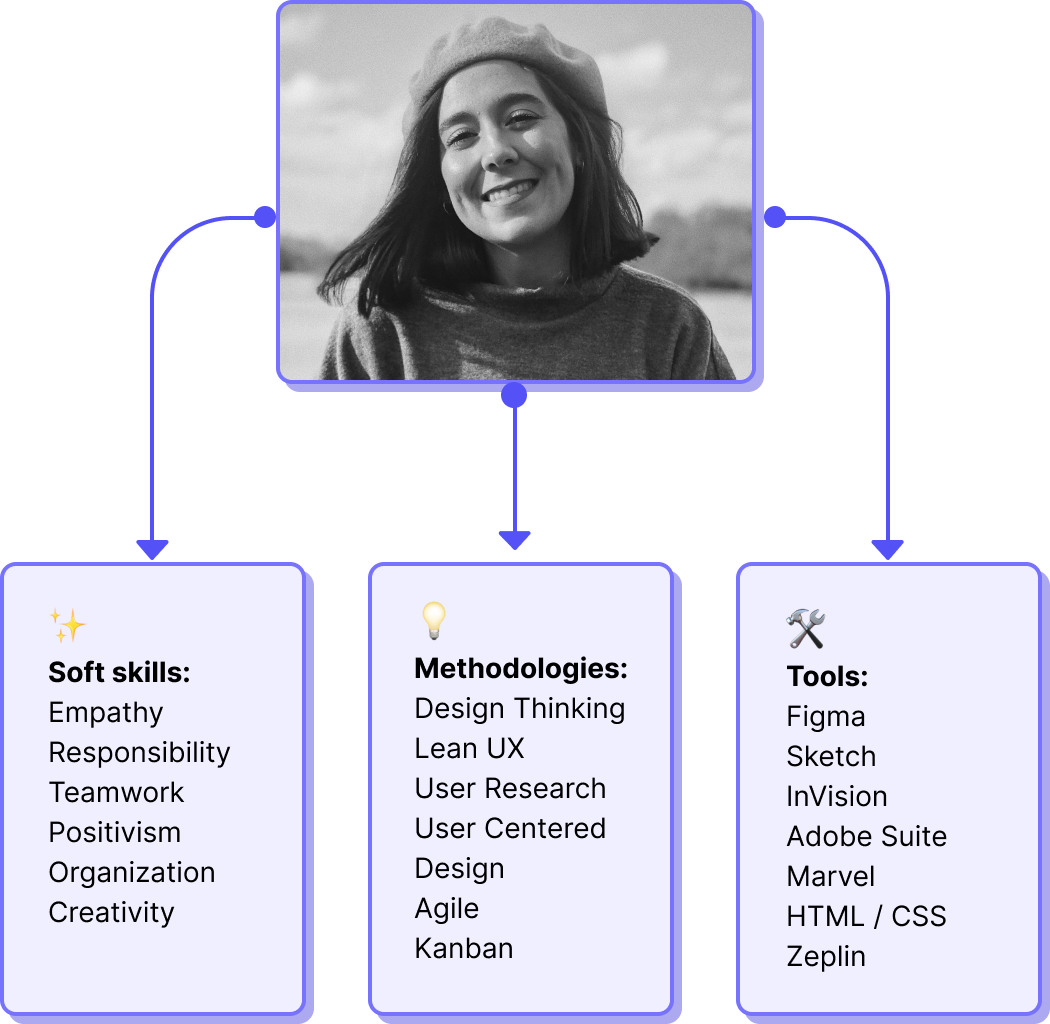 Soft skills:
Empathy
Responsibility
Teamwork
Positivism
Organization
Creativity
Methodologies:
Design Thinking
Lean UX
User Research
User Centered
Design
Agile
Kanban
Tools:
Figma
Sketch
InVision
Adobe Suite
Marvel
HTML / CSS
Zeplin